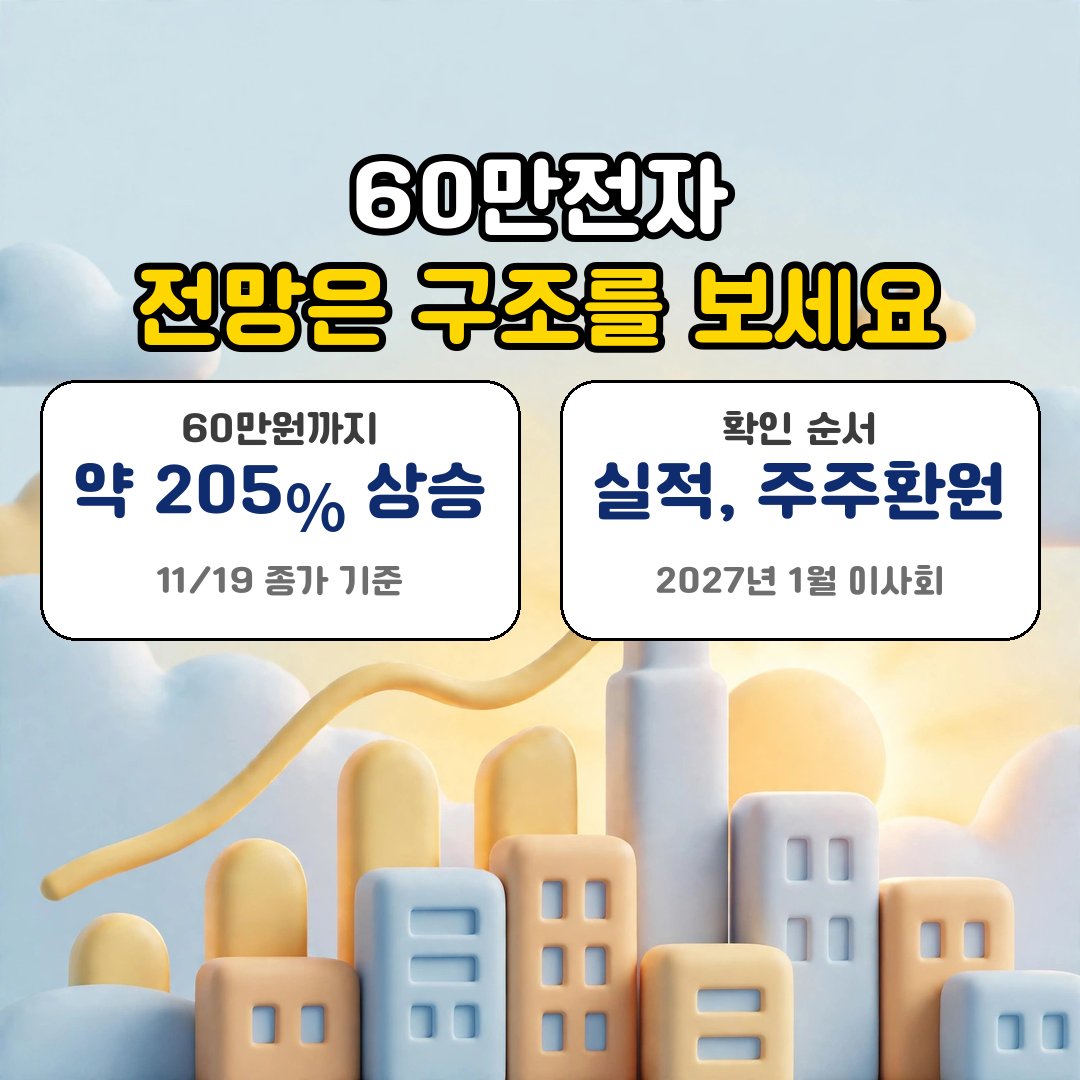 60만전자
전망은 구조를 보세요
60만원까지
약 205% 상승
11/19 종가 기준
확인 순서
실적, 주주환원
2027년 1월 이사회